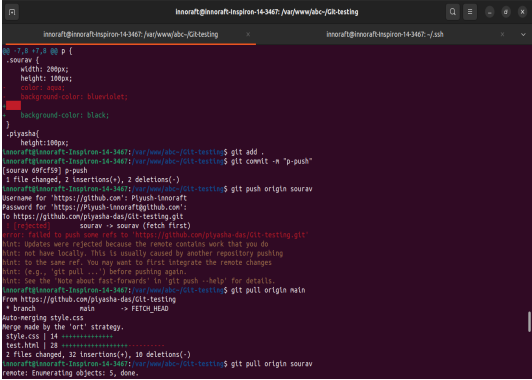 innoraft@innoraft-Inspiron-14-3467: /var/www/abc~/Git-testing
innoraft@innoraft-Inspiron-14-3467: /var/www/abc~/Git-testing
innoraft@innoraft-Inspiron-14-3467: ~/.ssh
@@ -7,8 +7,8 @@ p {
.sourav {
width: 200px;
height: 100px;
- color: aqua;
- background-color: blueviolet;
+
+ background-color: black;
}
.piyasha{
height:100px;
innoraft@innoraft-Inspiron-14-3467:/var/www/abc~/Git-testing$ git add .
innoraft@innoraft-Inspiron-14-3467:/var/www/abc~/Git-testing$ git commit -m "p-push"
[sourav 69fcf59] p-push
1 file changed, 2 insertions(+), 2 deletions(-)
innoraft@innoraft-Inspiron-14-3467:/var/www/abc~/Git-testing$ git push origin sourav
Username for 'https://github.com': Piyush-innoraft
Password for 'https://Piyush-innoraft@github.com':
To https://github.com/piyasha-das/Git-testing.git
! [rejected] sourav -> sourav (fetch first)
error: failed to push some refs to 'https://github.com/piyasha-das/Git-testing.git'
hint: Updates were rejected because the remote contains work that you do
hint: not have locally. This is usually caused by another repository pushing
hint: to the same ref. You may want to first integrate the remote changes
hint: (e.g., 'git pull ...') before pushing again.
hint: See the 'Note about fast-forwards' in 'git push --help' for details.
innoraft@innoraft-Inspiron-14-3467:/var/www/abc~/Git-testing$ git pull origin main
From https://github.com/piyasha-das/Git-testing
* branch main -> FETCH_HEAD
Auto-merging style.css
Merge made by the 'ort' strategy.
style.css | 14 ++++++++++++++
test.html | 28 ++++++++++++++++++----------
2 files changed, 32 insertions(+), 10 deletions(-)
innoraft@innoraft-Inspiron-14-3467:/var/www/abc~/Git-testing$ git pull origin sourav
remote: Enumerating objects: 5, done.